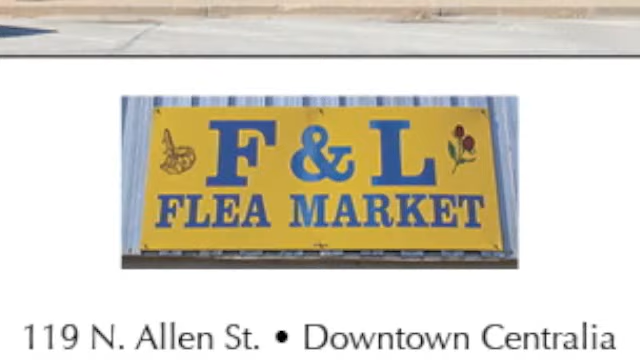 F & L
FLEA MARKET
119 N. Allen St. • Downtown Centralia